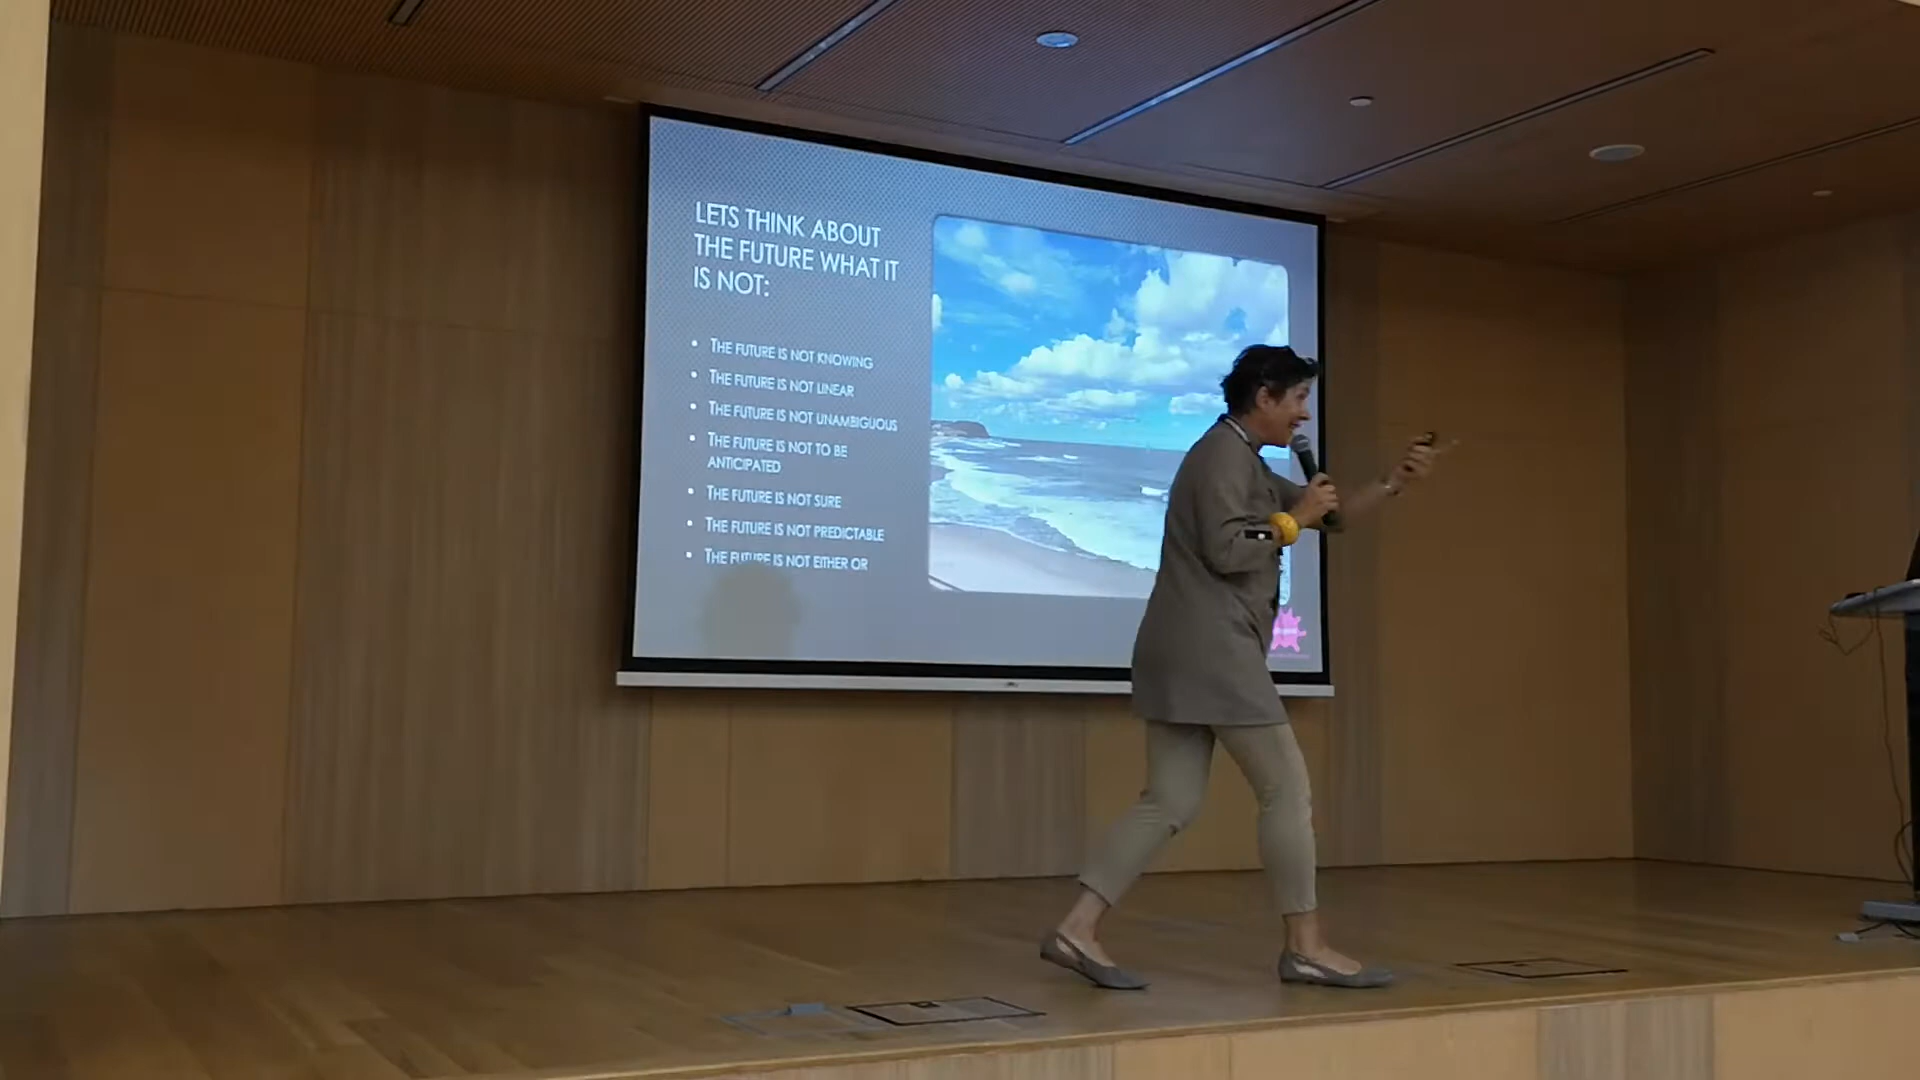 LETS THINK ABOUT
THE FUTURE WHAT IT
IS NOT:
• THE FUTURE IS NOT KNOWING
• THE FUTURE IS NOT LINEAR
• THE FUTURE IS NOT UNAMBIGUOUS
• THE FUTURE IS NOT TO BE
ANTICIPATED
• THE FUTURE IS NOT SURE
• THE FUTURE IS NOT PREDICTABLE
• THE FUTURE IS NOT EITHER OR